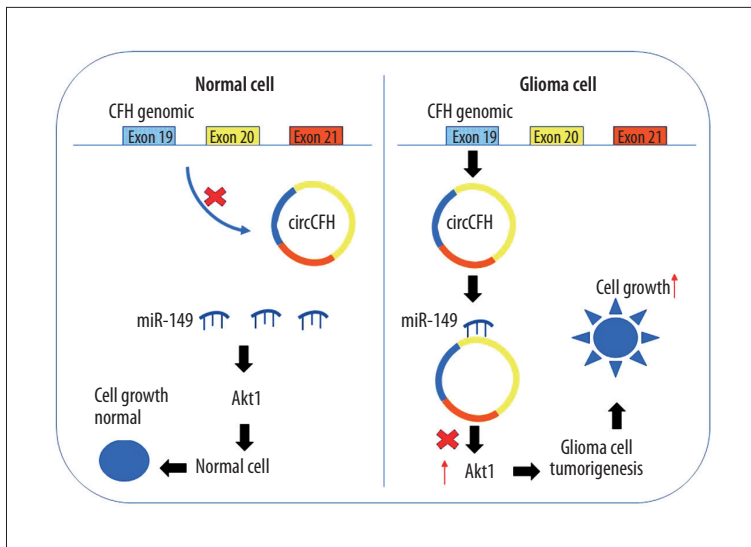 Normal cell
CFH genomic
Exon 19
Exon 20
Exon 21
circCFH
miR-149
Akt1
Cell growth
normal
Normal cell
Glioma cell
CFH genomic
Exon 19
Exon 20
Exon 21
circCFH
Cell growth
miR-149
Akt1
Glioma cell
tumorigenesis